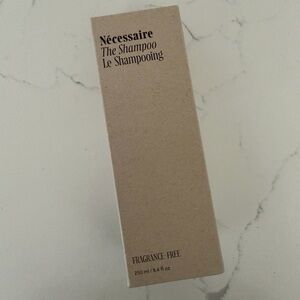 Nécessaire
The Shampoo
Le Shampooing
FRAGRANCE-FREE
250 ml / 8.4 fl oz